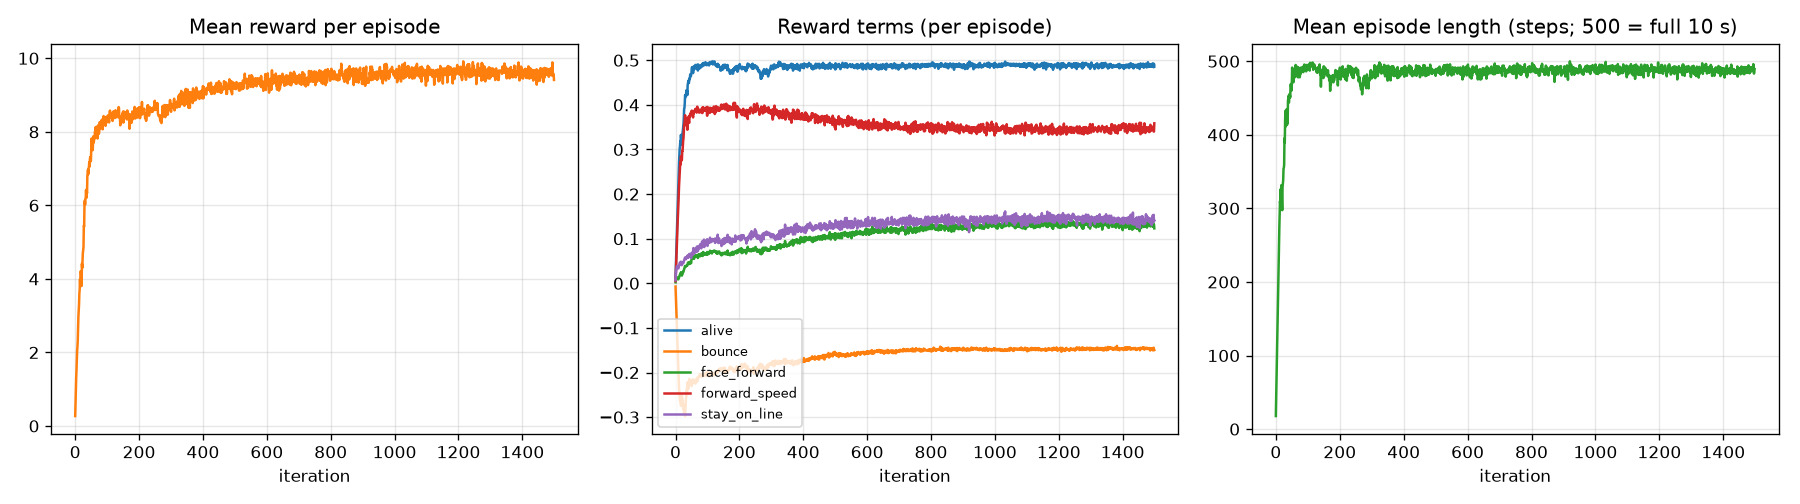 Mean reward per episode
10
8
6
4
2
0
0 200 400 600 800 1000 1200 1400
iteration
Reward terms (per episode)
0.5
0.4
0.3
0.2
0.1
0.0
−0.1
−0.2
−0.3
alive
bounce
face_forward
forward_speed
stay_on_line
0 200 400 600 800 1000 1200 1400
iteration
Mean episode length (steps; 500 = full 10 s)
500
400
300
200
100
0
0 200 400 600 800 1000 1200 1400
iteration